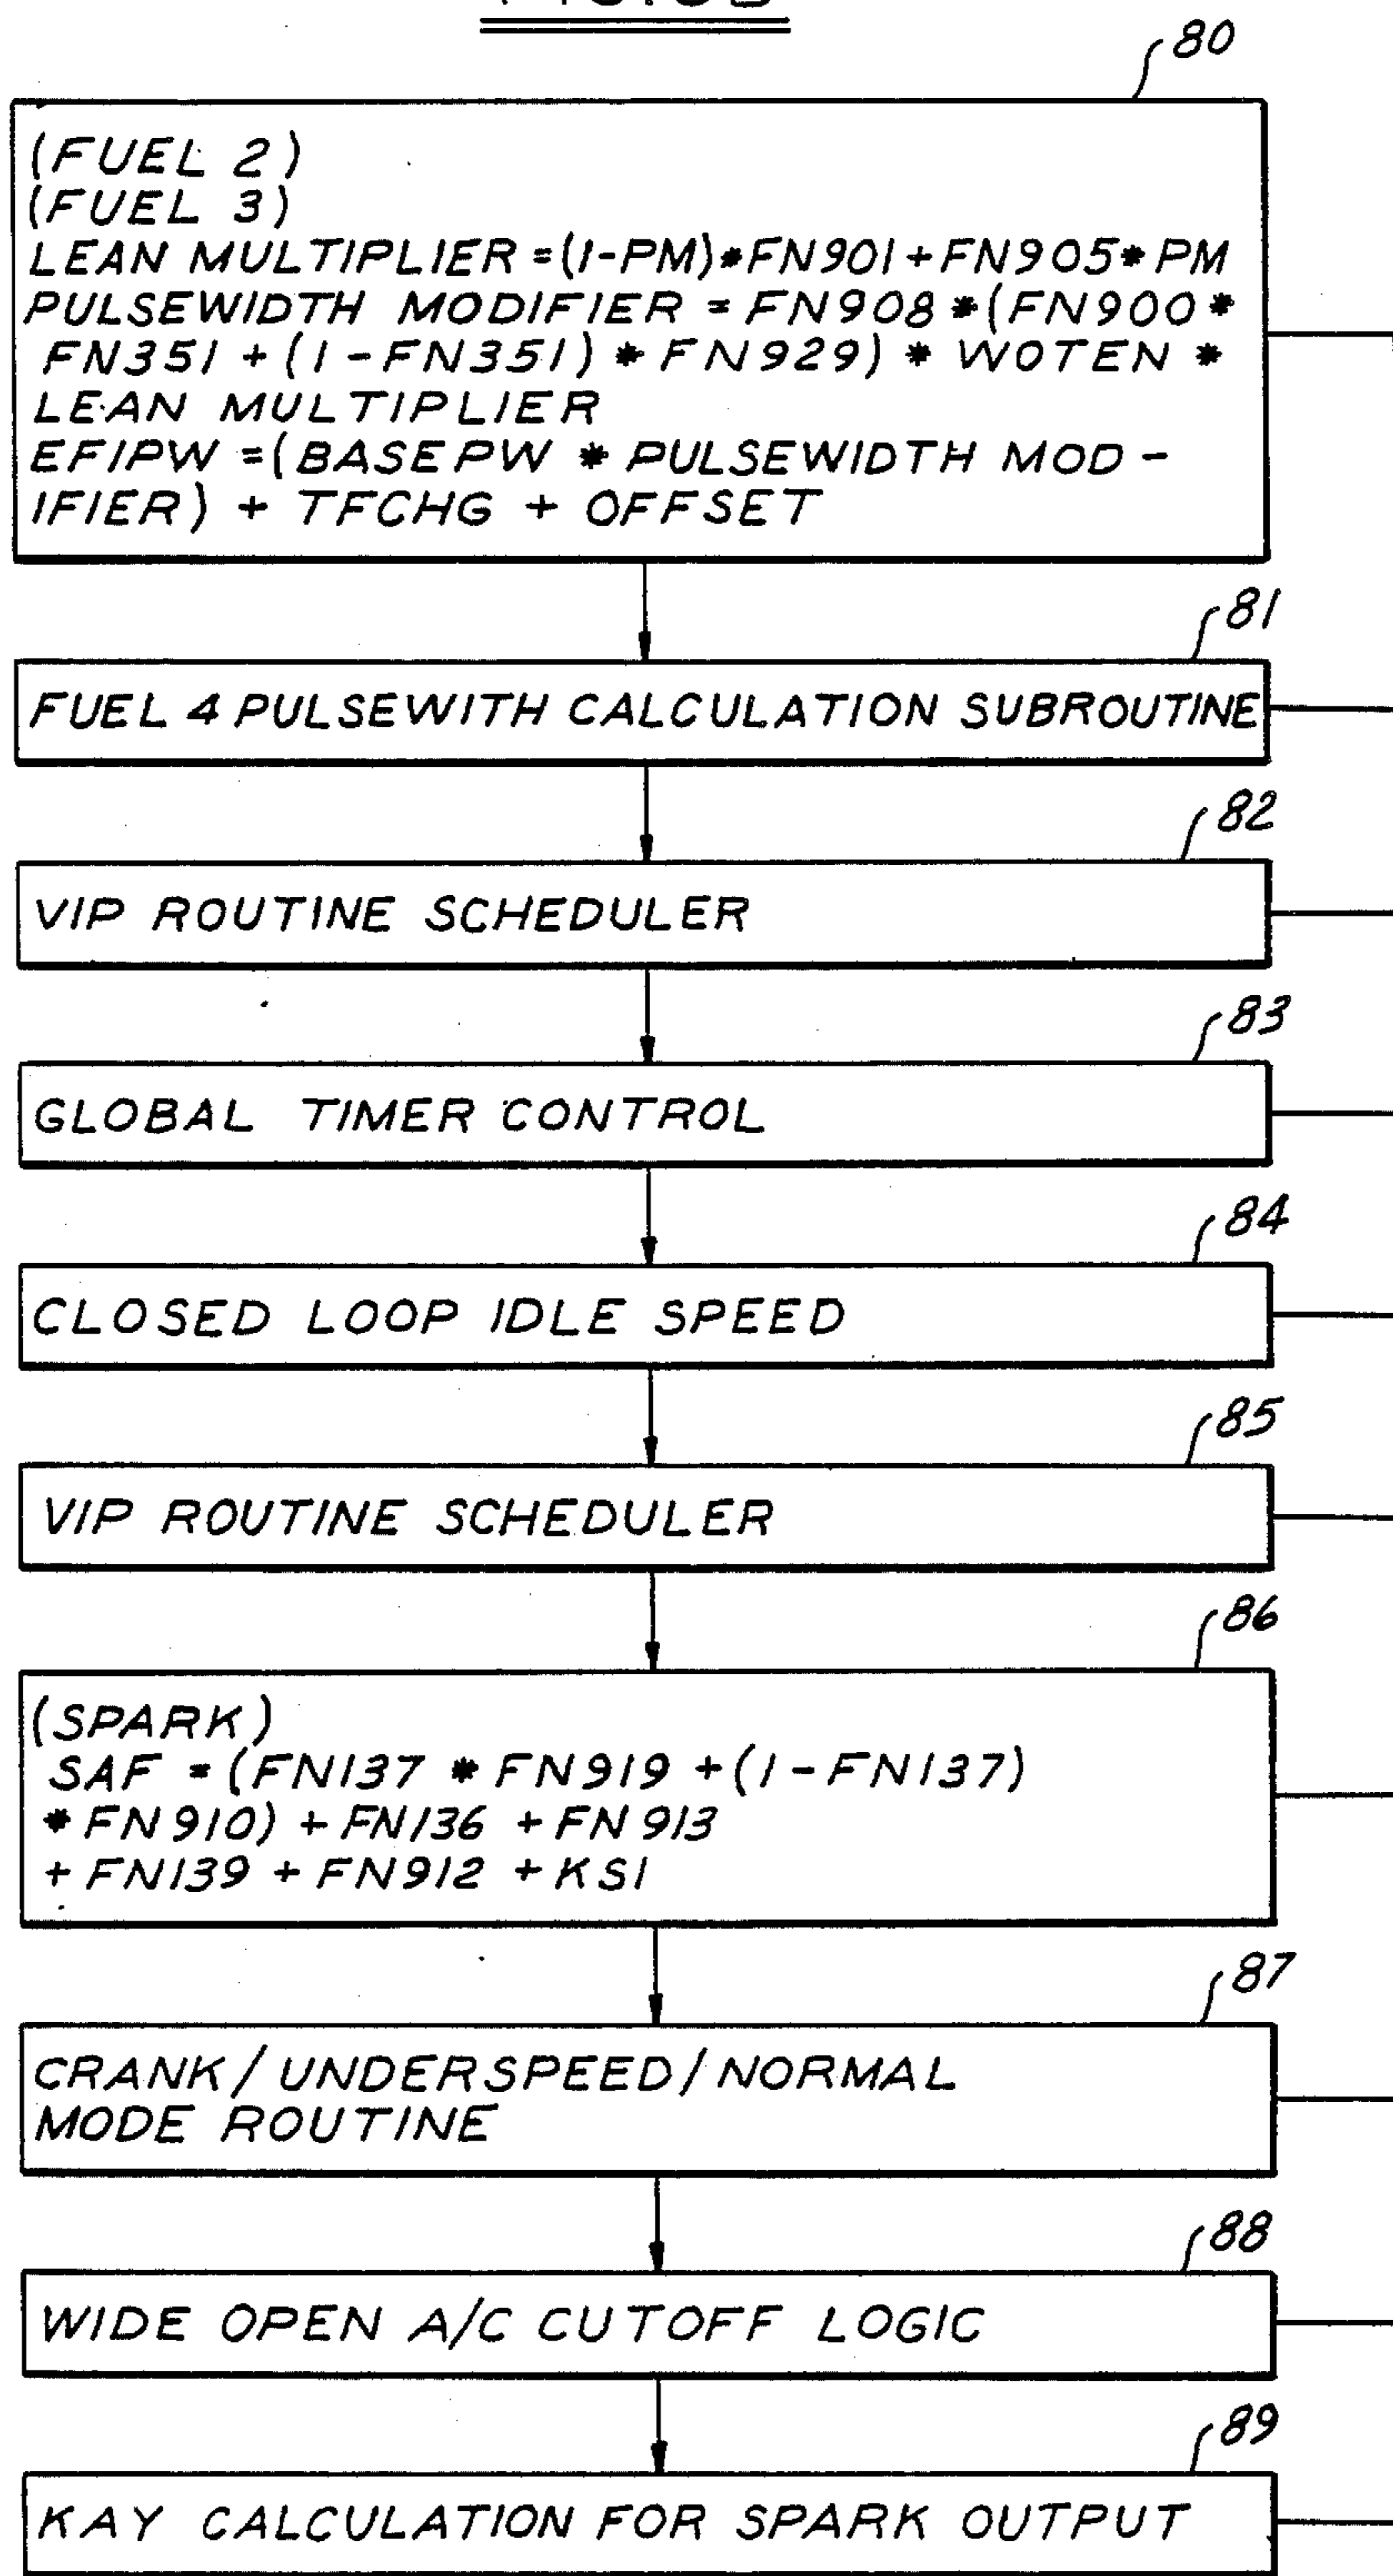 80
(FUEL 2)
(FUEL 3)
LEAN MULTIPLIER =(1-PM)*FN901+FN905*PM
PULSEWIDTH MODIFIER = FN908 *(FN900*
FN351 + (1-FN351) * FN929) * WOTEN *
LEAN MULTIPLIER
EFIPW =(BASEPW * PULSEWIDTH MOD-
IFIER) + TFCHG + OFFSET
81
FUEL 4 PULSEWITH CALCULATION SUBROUTINE
82
VIP ROUTINE SCHEDULER
83
GLOBAL TIMER CONTROL
84
CLOSED LOOP IDLE SPEED
85
VIP ROUTINE SCHEDULER
86
(SPARK)
SAF = (FN137 * FN919 +(1-FN137)
* FN910) + FN136 + FN913
+ FN139 + FN912 + KSI
87
CRANK/UNDERSPEED/NORMAL
MODE ROUTINE
88
WIDE OPEN A/C CUTOFF LOGIC
89
KAY CALCULATION FOR SPARK OUTPUT